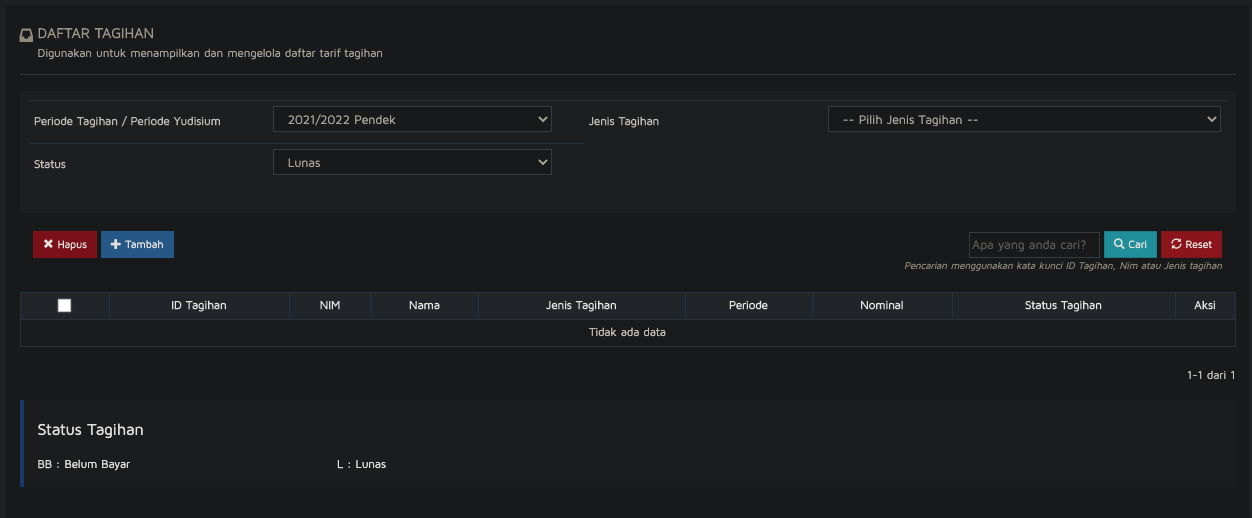 DAFTAR TAGIHAN
Digunakan untuk menampilkan dan mengelola daftar tarif tagihan
Periode Tagihan / Periode Yudisium 2021/2022 Pendek Jenis Tagihan -- Pilih Jenis Tagihan --
Status Lunas
Hapus Tambah Apa yang anda cari? Cari Reset
Pencarian menggunakan kata kunci ID Tagihan, Nim atau Jenis tagihan
ID Tagihan NIM Nama Jenis Tagihan Periode Nominal Status Tagihan Aksi
Tidak ada data
1-1 dari 1
Status Tagihan
BB : Belum Bayar L : Lunas